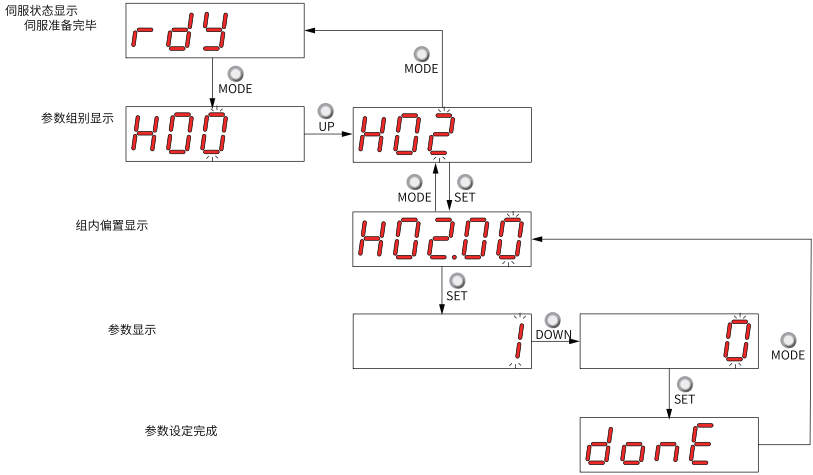 伺服状态显示
伺服准备完毕
rdy
MODE
MODE
参数组别显示
H00
UP
H02
MODE
SET
组内偏置显示
H02.00
SET
参数显示
1
DOWN
0
MODE
SET
参数设定完成
donE